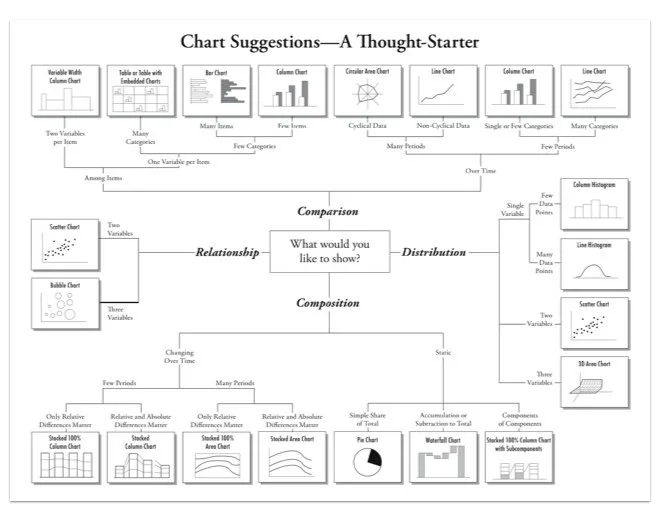 Chart Suggestions—A Thought-Starter
Variable Width
Column Chart
Table or Table with
Embedded Charts
Bar Chart
Column Chart
Circular Area Chart
Line Chart
Column Chart
Line Chart
Two Variables
per Item
Many
Categories
Many Items
Few Items
Cyclical Data
Non-Cyclical Data
Single or Few Categories
Many Categories
Few Categories
Many Periods
Few Periods
One Variable per Item
Among Items
Over Time
Comparison
What would you
like to show?
Relationship
Distribution
Composition
Scatter Chart
Two
Variables
Bubble Chart
Three
Variables
Single
Variable
Few
Data
Points
Column Histogram
Many
Data
Points
Line Histogram
Two
Variables
Scatter Chart
Three
Variables
3D Area Chart
Changing
Over Time
Static
Few Periods
Many Periods
Only Relative
Differences Matter
Relative and Absolute
Differences Matter
Only Relative
Differences Matter
Relative and Absolute
Differences Matter
Simple Share
of Total
Accumulation or
Subtraction to Total
Components
of Components
Stacked 100%
Column Chart
Stacked
Column Chart
Stacked 100%
Area Chart
Stacked Area Chart
Pie Chart
Waterfall Chart
Stacked 100% Column Chart
with Subcomponents